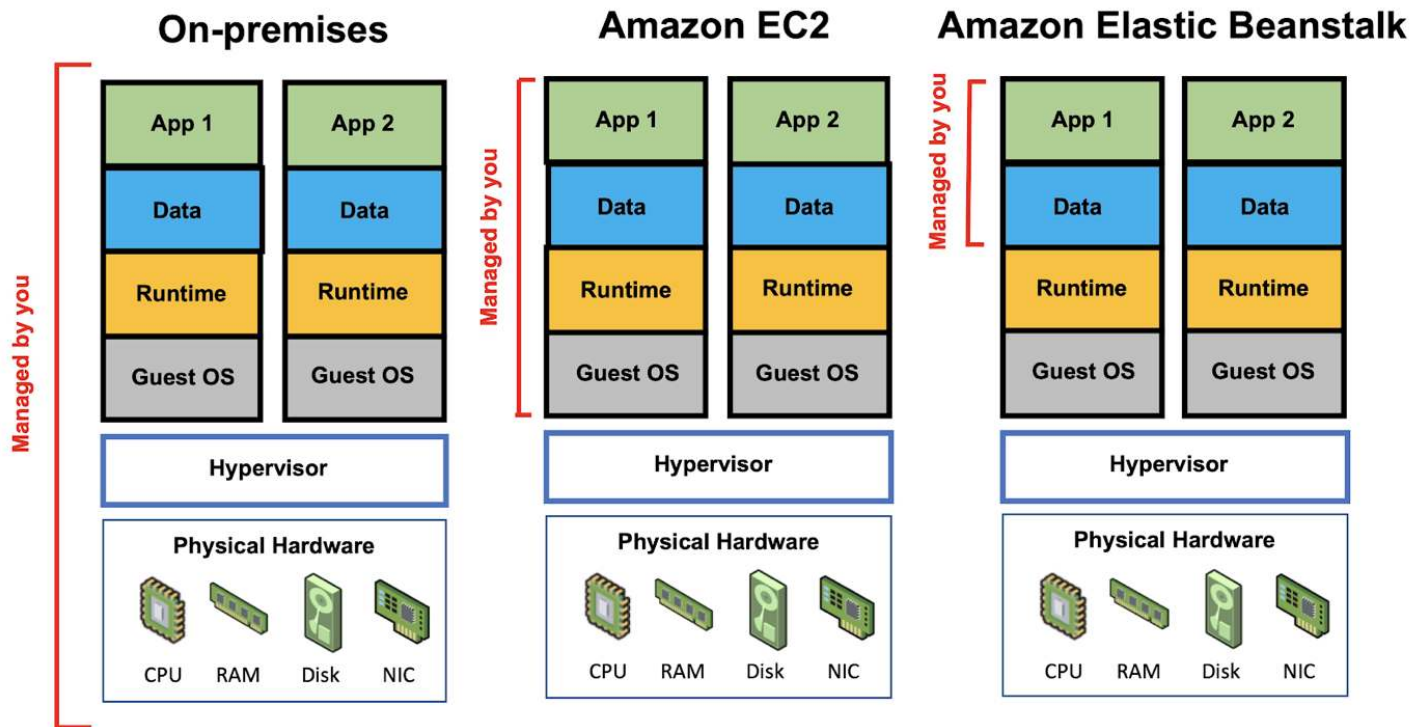 On-premises
Managed by you
App 1
App 2
Data
Data
Runtime
Runtime
Guest OS
Guest OS
Hypervisor
Physical Hardware
CPU
RAM
Disk
NIC
Amazon EC2
Managed by you
App 1
App 2
Data
Data
Runtime
Runtime
Guest OS
Guest OS
Hypervisor
Physical Hardware
CPU
RAM
Disk
NIC
Amazon Elastic Beanstalk
Managed by you
App 1
App 2
Data
Data
Runtime
Runtime
Guest OS
Guest OS
Hypervisor
Physical Hardware
CPU
RAM
Disk
NIC